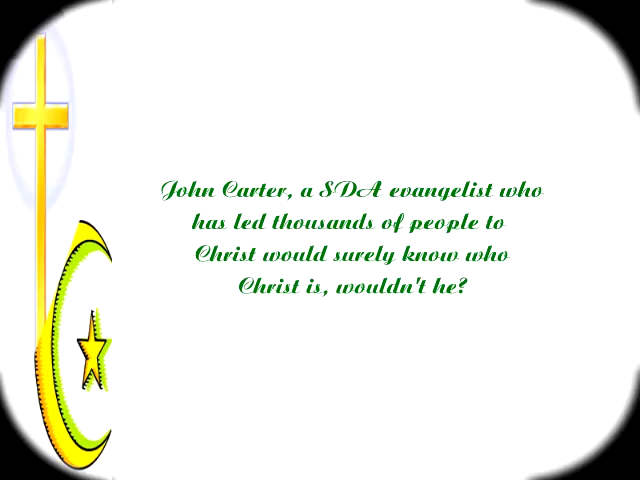 John Carter, a SDA evangelist who
has led thousands of people to
Christ would surely know who
Christ is, wouldn't he?